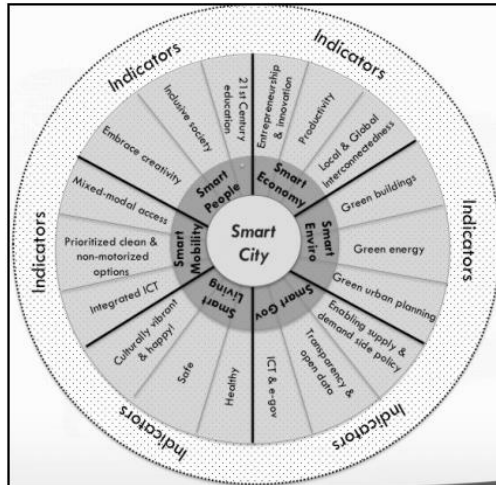 Smart
City
Smart
Economy
Entrepreneurship
& innovation
Productivity
Local & Global
Interconnectedness
Smart
Enviro
Green buildings
Green energy
Green urban planning
Smart Gov
Enabling supply &
demand side policy
Transparency &
open data
ICT & e-gov
Smart
Living
Healthy
Safe
Culturally vibrant
& happy!
Smart
Mobility
Integrated ICT
Prioritized clean &
non-motorized
options
Mixed-modal access
Smart
People
Embrace creativity
Inclusive society
21st Century
education
Indicators
Indicators
Indicators
Indicators
Indicators
Indicators